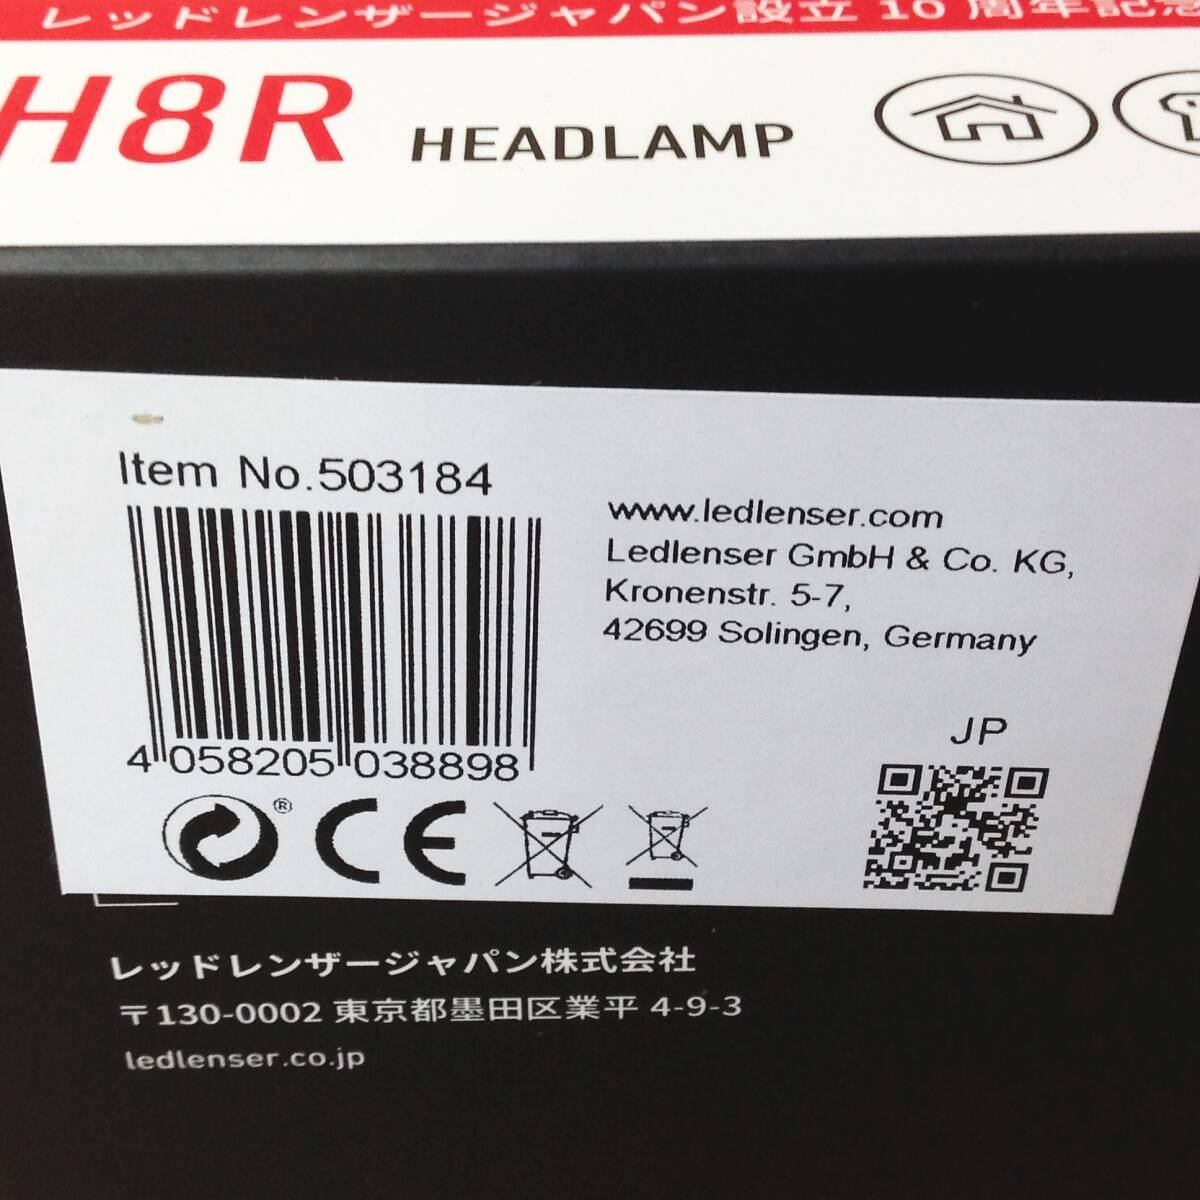 レッドレンザージャパン設立10周年記念
H8R HEADLAMP
Item No.503184
www.ledlenser.com
Ledlenser GmbH & Co. KG,
Kronenstr. 5-7,
42699 Solingen, Germany
JP
4 058205 038898
®
CE
レッドレンザージャパン株式会社
〒130-0002 東京都墨田区業平 4-9-3
ledlenser.co.jp